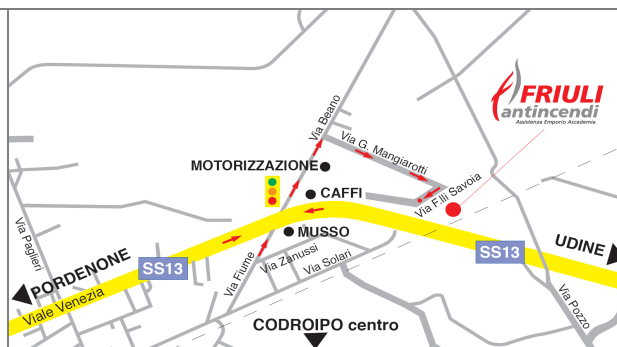 FRIULI
antincendi
Assistenza Emporio Accademia
Via Beano
Via G. Mangiarotti
MOTORIZZAZIONE
CAFFI
Via F.lli Savoia
MUSSO
Via Paglieri
PORDENONE
SS13
Viale Venezia
Via Fiume
Via Zanussi
Via Solari
SS13
UDINE
Via Pozzo
CODROIPO centro